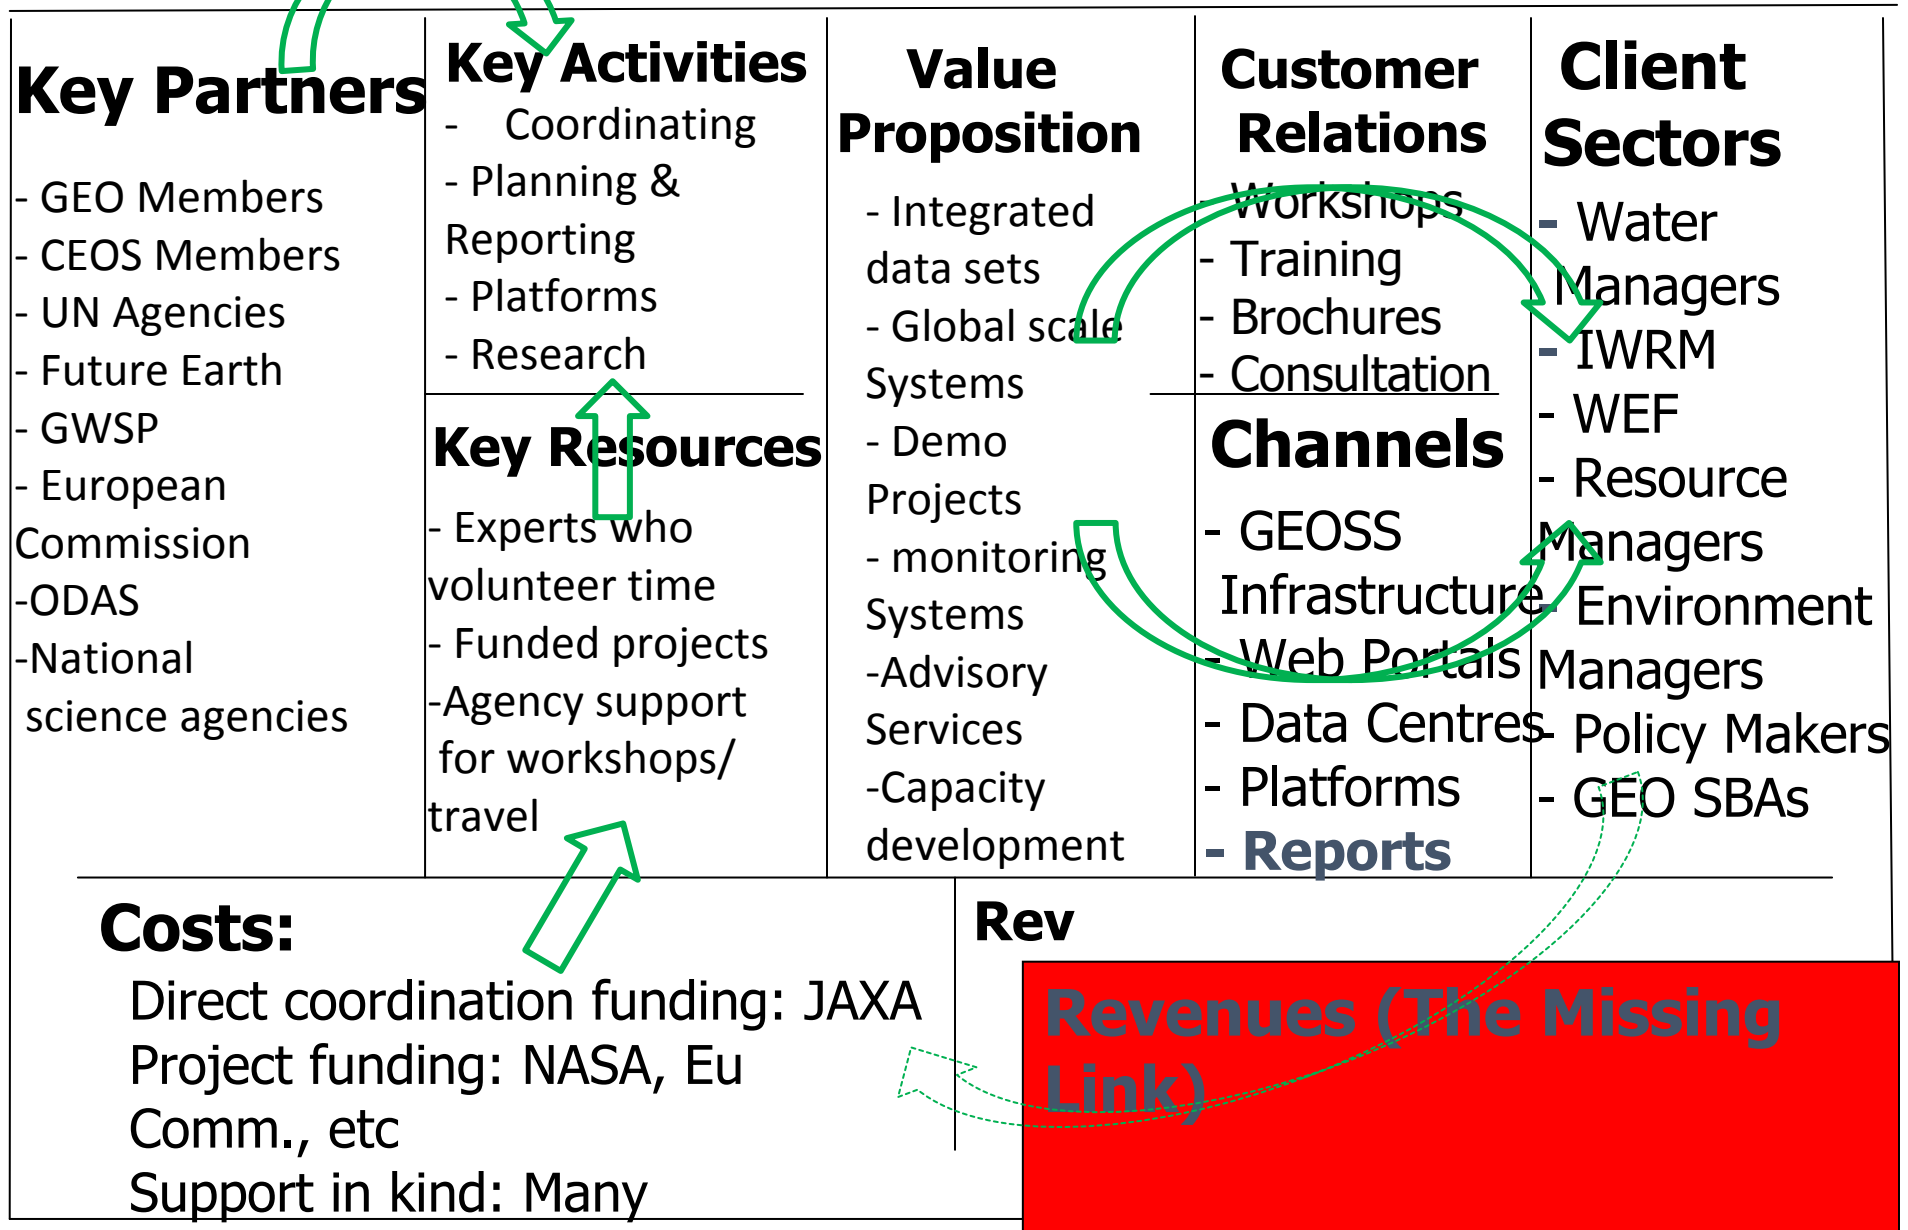 Key Partners
- GEO Members
- CEOS Members
- UN Agencies
- Future Earth
- GWSP
- European
Commission
-ODAS
-National
science agencies
Key Activities
- Coordinating
- Planning &
Reporting
- Platforms
- Research
Key Resources
- Experts who
volunteer time
- Funded projects
-Agency support
for workshops/
travel
Value
Proposition
- Integrated
data sets
- Global scale
Systems
- Demo
Projects
- monitoring
Systems
-Advisory
Services
-Capacity
development
Customer
Relations
- Workshops
- Training
- Brochures
- Consultation
Channels
- GEOSS
Infrastructure
- Web Portals
- Data Centres
- Platforms
- Reports
Client
Sectors
- Water
Managers
- IWRM
- WEF
- Resource
Managers
- Environment
Managers
- Policy Makers
- GEO SBAs
Costs:
Direct coordination funding: JAXA
Project funding: NASA, Eu
Comm., etc
Support in kind: Many
Rev
Revenues (The Missing
Link)